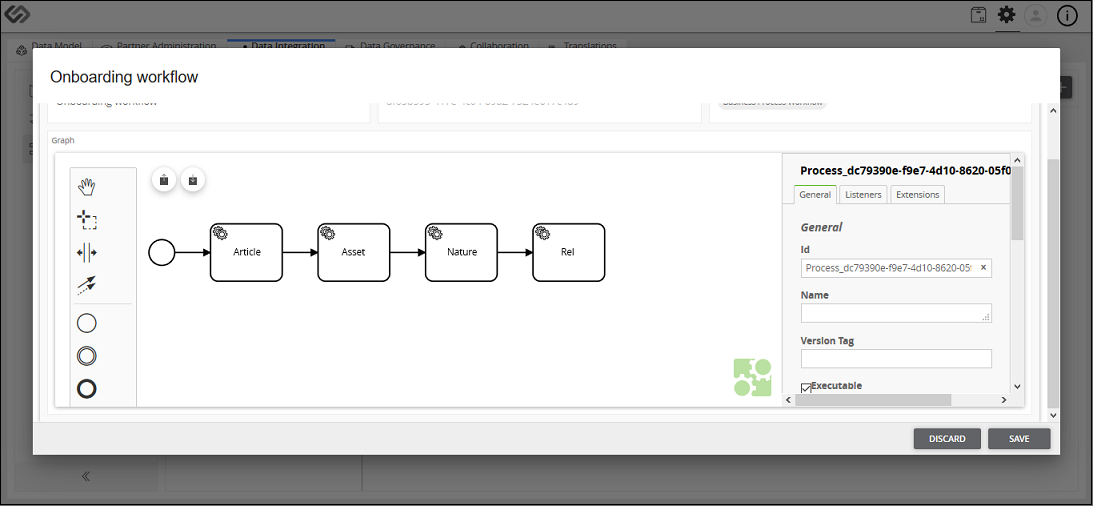 Data Model Partner Administration Data Integration Data Governance Collaboration Translations
Onboarding workflow
Onboarding workflow
Business Process Workflow
Graph
Process_dc79390e-f9e7-4d10-8620-05f0
General Listeners Extensions
General
Id
Process_dc79390e-f9e7-4d10-8620-05f
Article Asset Nature Rel
Name
Version Tag
Executable
DISCARD SAVE